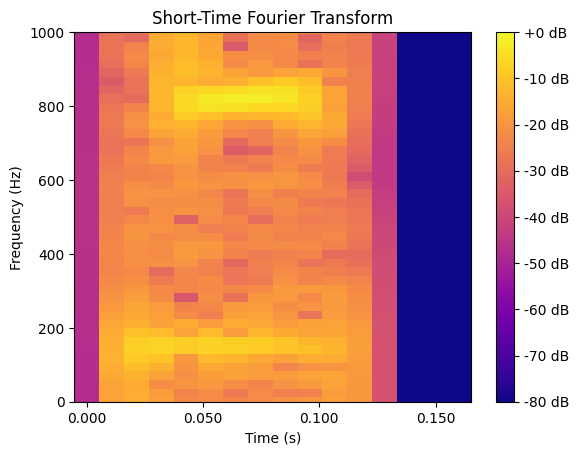 Short-Time Fourier Transform
Frequency (Hz)
1000
800
600
400
200
0
0.000
0.050
0.100
0.150
Time (s)
+0 dB
-10 dB
-20 dB
-30 dB
-40 dB
-50 dB
-60 dB
-70 dB
-80 dB